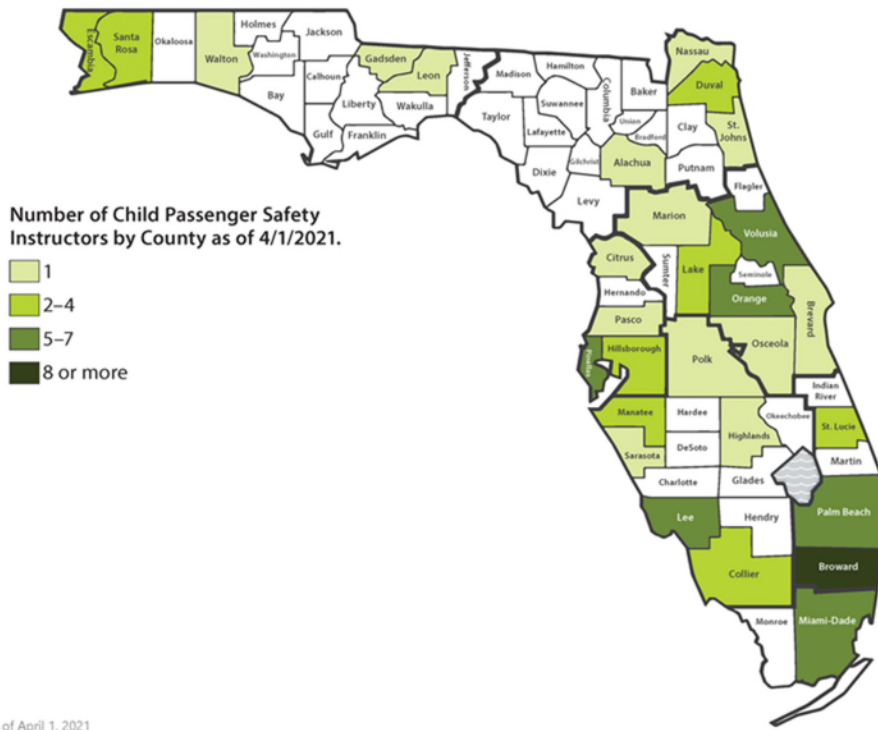 Escambia
Santa
Rosa
Okaloosa
Walton
Holmes
Washington
Jackson
Bay
Calhoun
Gulf
Liberty
Franklin
Gadsden
Leon
Wakulla
Jefferson
Madison
Taylor
Hamilton
Suwannee
Lafayette
Dixie
Columbia
Gilchrist
Levy
Baker
Union
Bradford
Alachua
Nassau
Duval
Clay
St.
Johns
Putnam
Flagler
Marion
Volusia
Number of Child Passenger Safety
Instructors by County as of 4/1/2021.
1
2–4
5–7
8 or more
Citrus
Sumter
Lake
Seminole
Hernando
Orange
Brevard
Pasco
Osceola
Pinellas
Hillsborough
Polk
Indian
River
Manatee
Hardee
Okeechobee
St. Lucie
Highlands
Sarasota
DeSoto
Martin
Charlotte
Glades
Lee
Hendry
Palm Beach
Collier
Broward
Monroe
Miami-Dade
of April 1, 2021